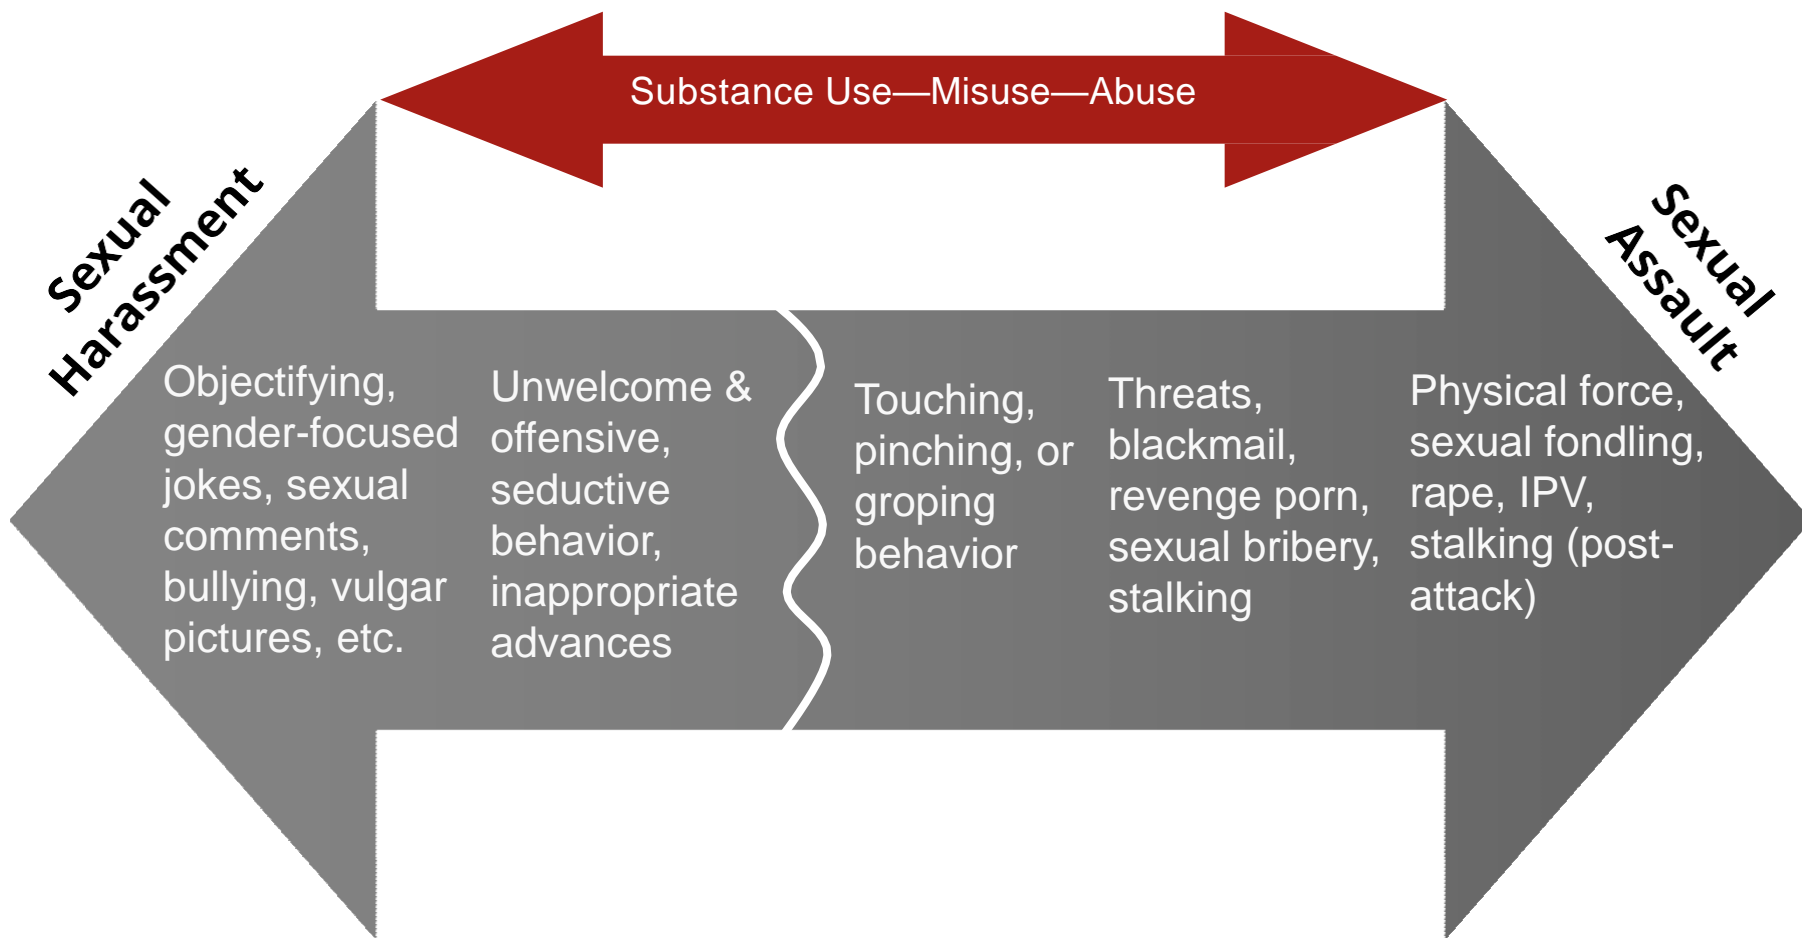 Substance Use—Misuse—Abuse
Sexual
Harassment
Sexual
Assault
Objectifying,
gender-focused
jokes, sexual
comments,
bullying, vulgar
pictures, etc.
Unwelcome &
offensive,
seductive
behavior,
inappropriate
advances
Touching,
pinching, or
groping
behavior
Threats,
blackmail,
revenge porn,
sexual bribery,
stalking
Physical force,
sexual fondling,
rape, IPV,
stalking (post-
attack)